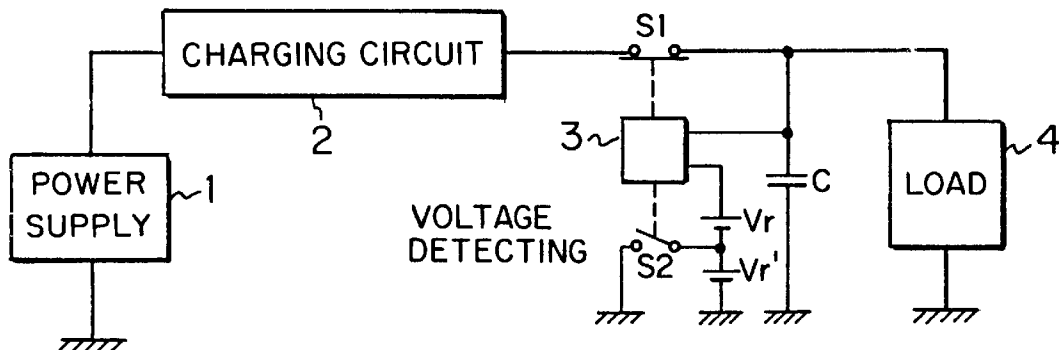 S1
CHARGING CIRCUIT
2
3
4
POWER
SUPPLY
1
LOAD
C
VOLTAGE
DETECTING
Vr
S2
Vr'